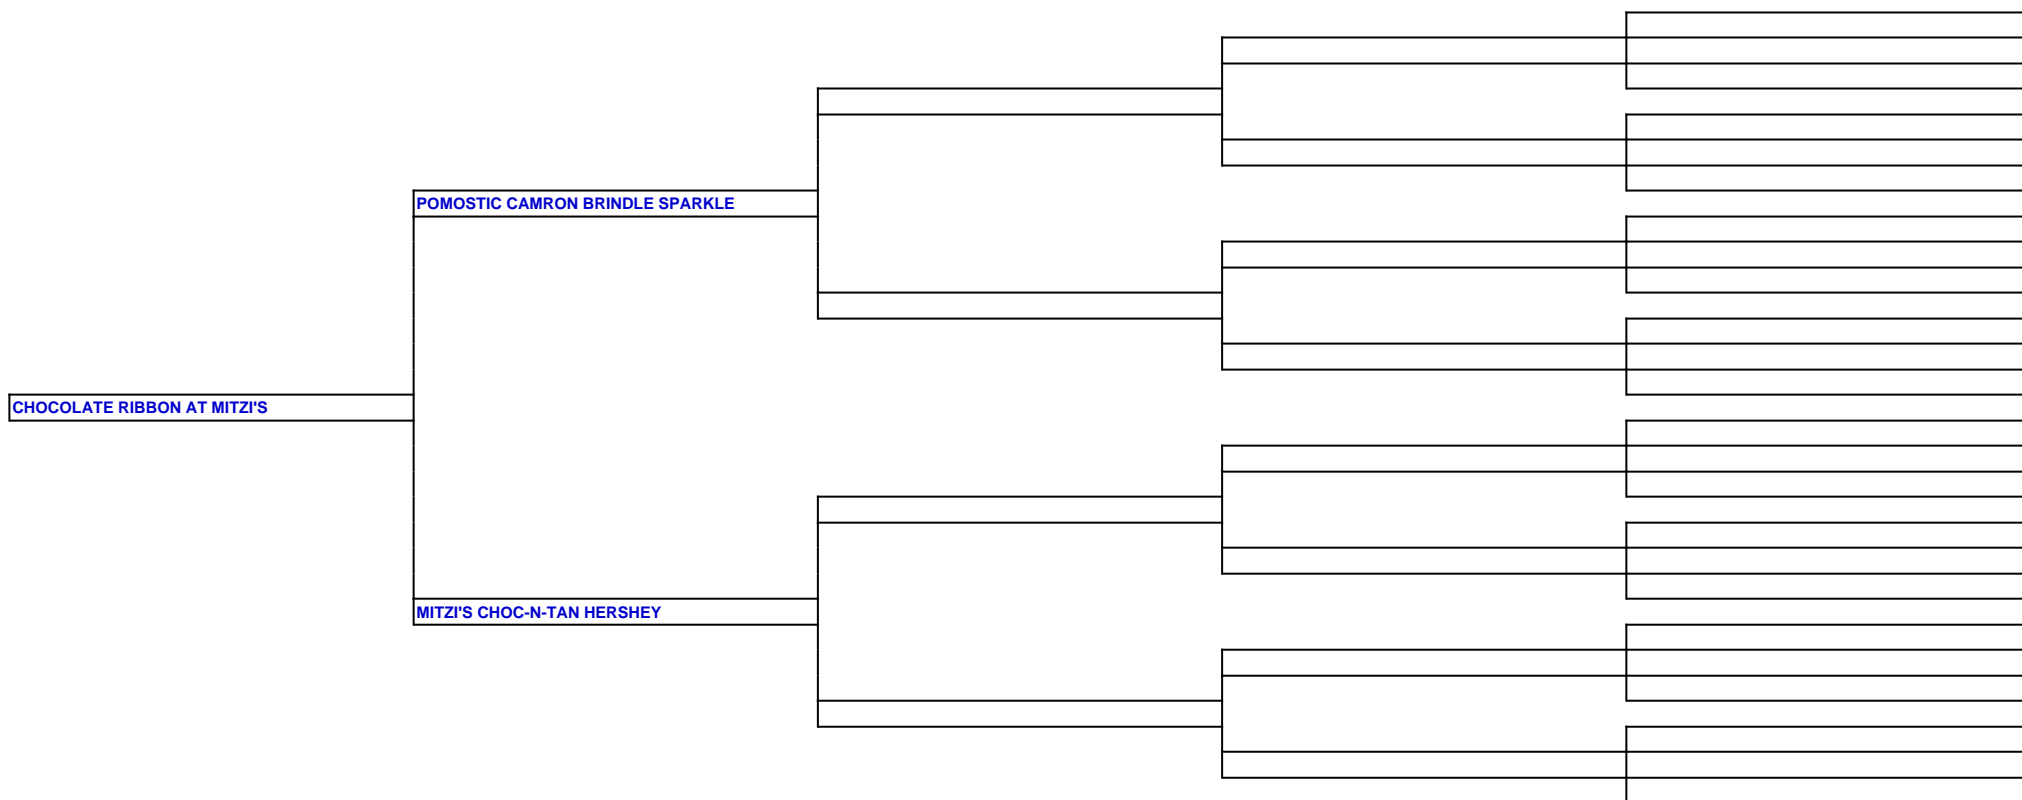 POMOSTIC CAMRON BRINDLE SPARKLE
CHOCOLATE RIBBON AT MITZI'S
MITZI'S CHOC-N-TAN HERSHEY